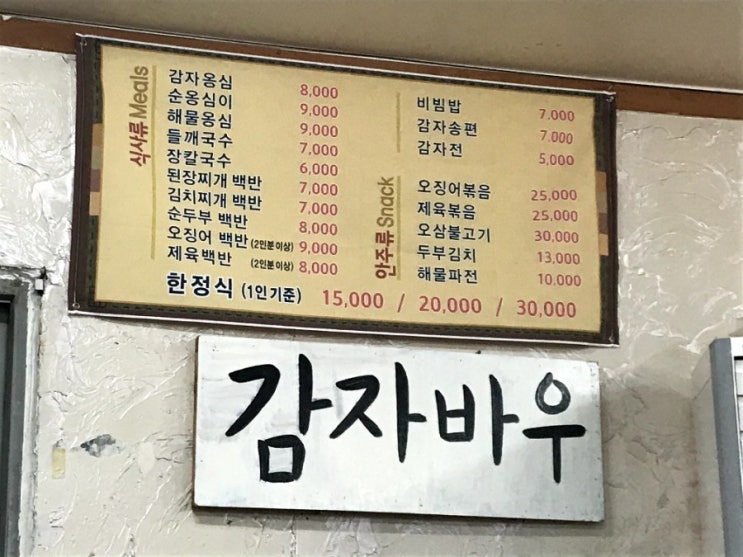 식사류 Meals
감자옹심 8,000
순옹심이 9,000
해물옹심 9,000
들깨국수 7,000
장칼국수 6,000
된장찌개 백반 7,000
김치찌개 백반 7,000
순두부 백반 8,000
오징어 백반 (2인분이상) 9,000
제육백반 (2인분이상) 8,000
비빔밥 7.000
감자송편 7.000
감자전 5,000
안주류 Snack
오징어볶음 25,000
제육볶음 25,000
오삼불고기 30,000
두부김치 13,000
해물파전 10,000
한정식 (1인기준) 15,000 / 20,000 / 30,000
감자바우